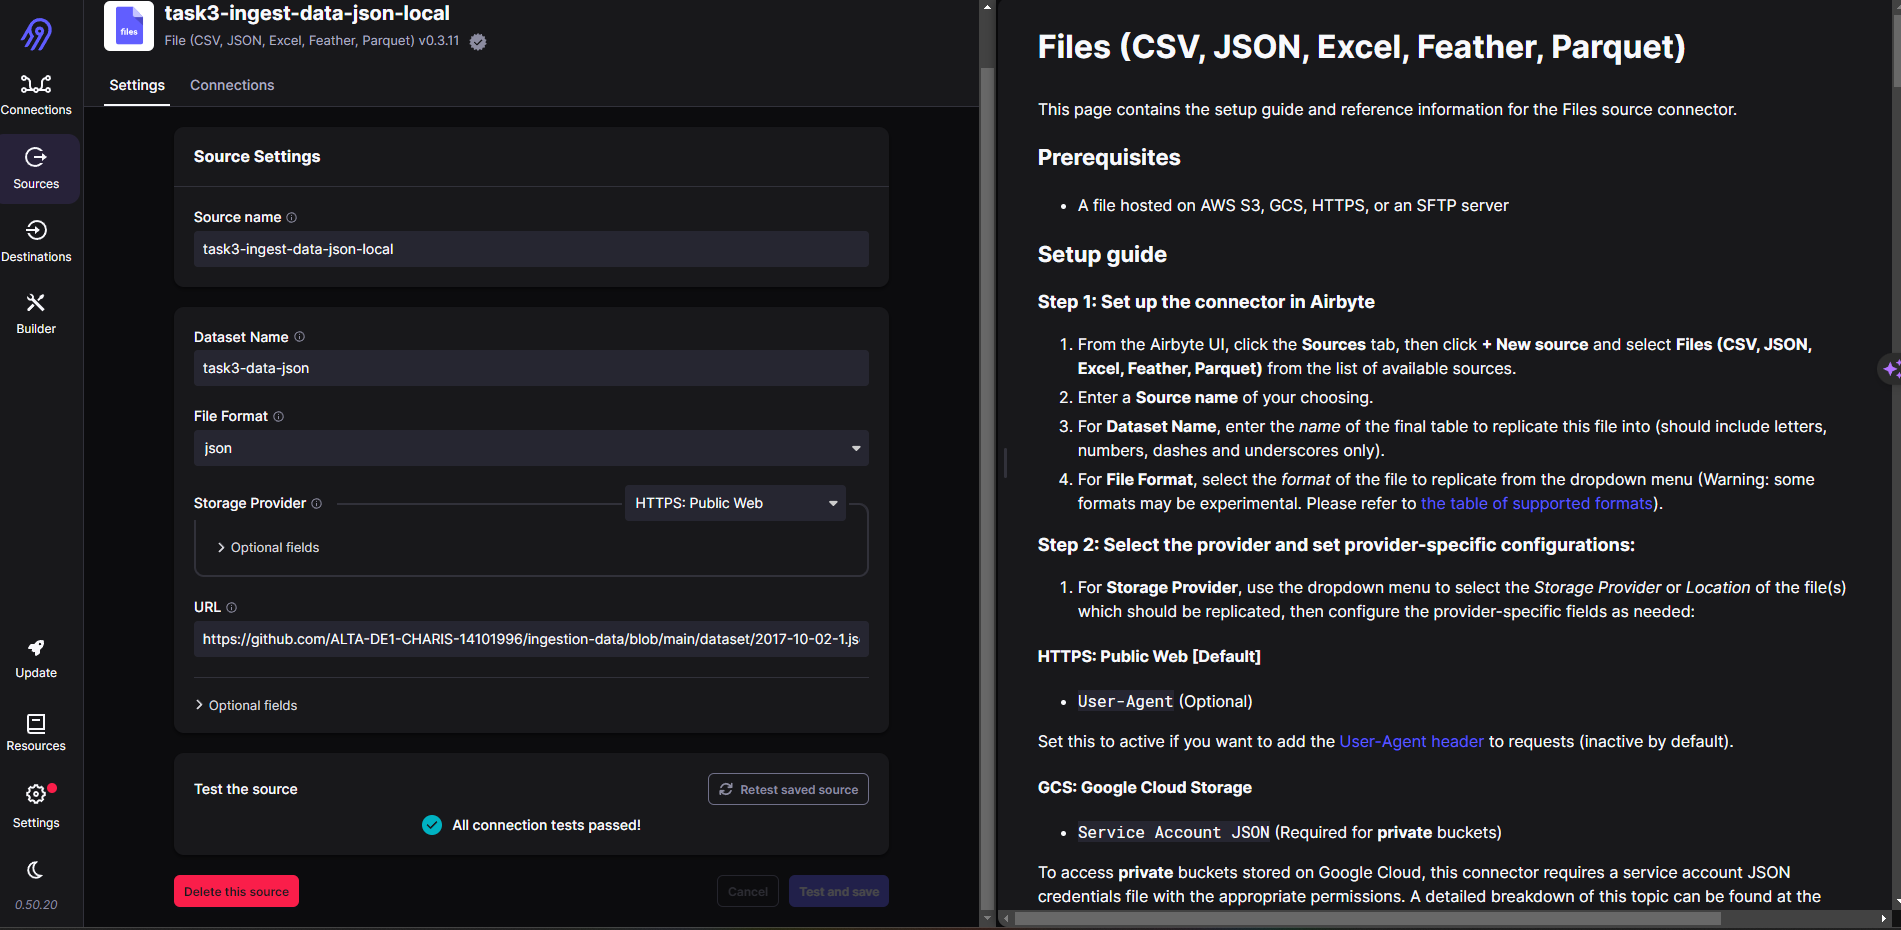 Connections
Sources
Destinations
Builder
Update
Resources
Settings
0.50.20
files
task3-ingest-data-json-local
File (CSV, JSON, Excel, Feather, Parquet) v0.3.11
Settings
Connections
Source Settings
Source name
task3-ingest-data-json-local
Dataset Name
task3-data-json
File Format
json
Storage Provider
HTTPS: Public Web
Optional fields
URL
https://github.com/ALTA-DE1-CHARIS-14101996/ingestion-data/blob/main/dataset/2017-10-02-1.js
Optional fields
Test the source
Retest saved source
All connection tests passed!
Delete this source
Cancel
Test and save
Files (CSV, JSON, Excel, Feather, Parquet)
This page contains the setup guide and reference information for the Files source connector.
Prerequisites
• A file hosted on AWS S3, GCS, HTTPS, or an SFTP server
Setup guide
Step 1: Set up the connector in Airbyte
1. From the Airbyte UI, click the Sources tab, then click + New source and select Files (CSV, JSON,
Excel, Feather, Parquet) from the list of available sources.
2. Enter a Source name of your choosing.
3. For Dataset Name, enter the name of the final table to replicate this file into (should include letters,
numbers, dashes and underscores only).
4. For File Format, select the format of the file to replicate from the dropdown menu (Warning: some
formats may be experimental. Please refer to the table of supported formats).
Step 2: Select the provider and set provider-specific configurations:
1. For Storage Provider, use the dropdown menu to select the Storage Provider or Location of the file(s)
which should be replicated, then configure the provider-specific fields as needed:
HTTPS: Public Web [Default]
• User-Agent (Optional)
Set this to active if you want to add the User-Agent header to requests (inactive by default).
GCS: Google Cloud Storage
• Service Account JSON (Required for private buckets)
To access private buckets stored on Google Cloud, this connector requires a service account JSON
credentials file with the appropriate permissions. A detailed breakdown of this topic can be found at the